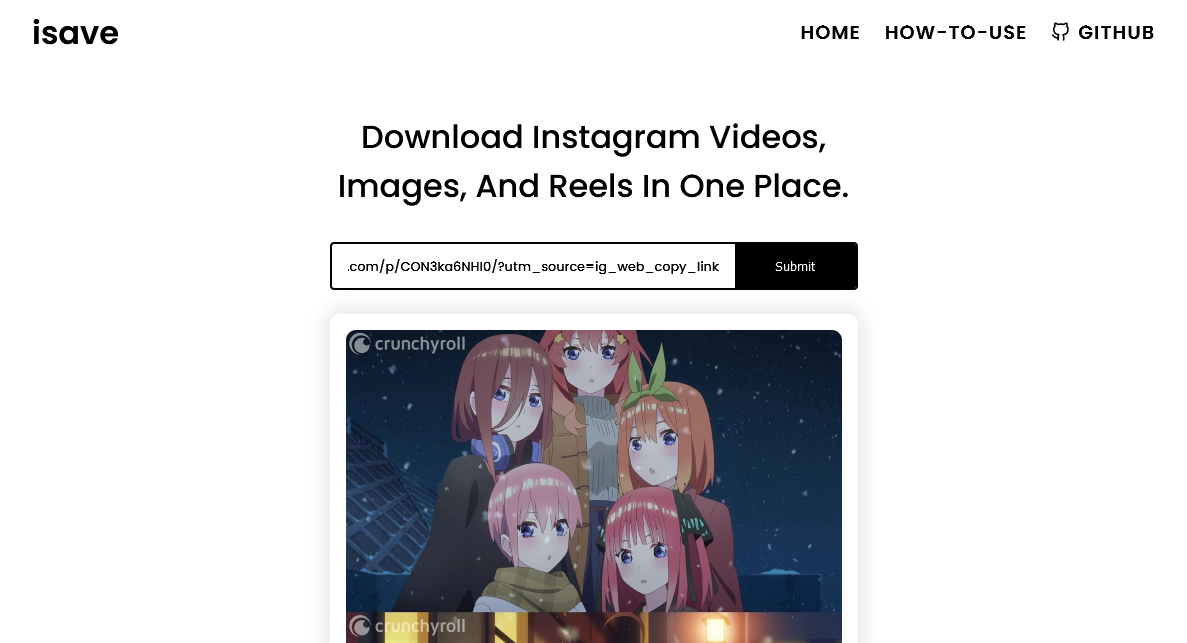 isave
HOME HOW-TO-USE GITHUB
Download Instagram Videos,
Images, And Reels In One Place.
.com/p/CON3ka6NHI0/?utm_source=ig_web_copy_link Submit
crunchyroll
crunchyroll